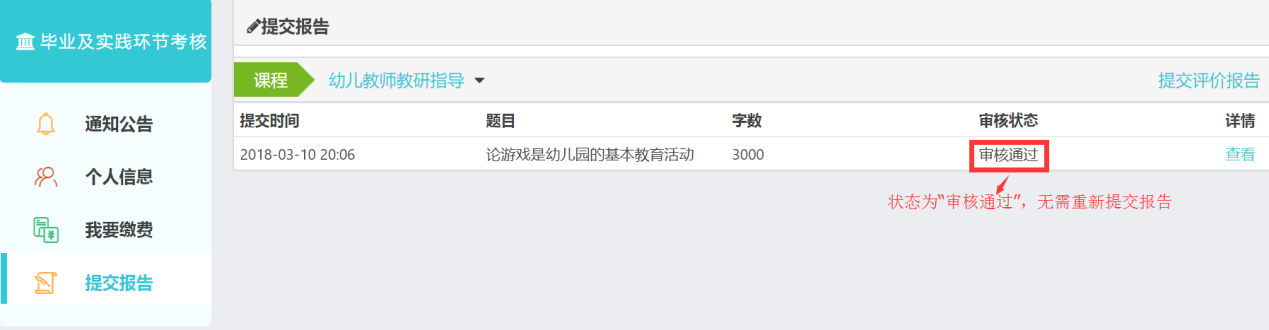 毕业及实践环节考核
通知公告
个人信息
我要缴费
提交报告
提交报告
课程 幼儿教师教研指导 提交评价报告
提交时间 题目 字数 审核状态 详情
2018-03-10 20:06 论游戏是幼儿园的基本教育活动 3000 审核通过 查看
状态为“审核通过”，无需重新提交报告